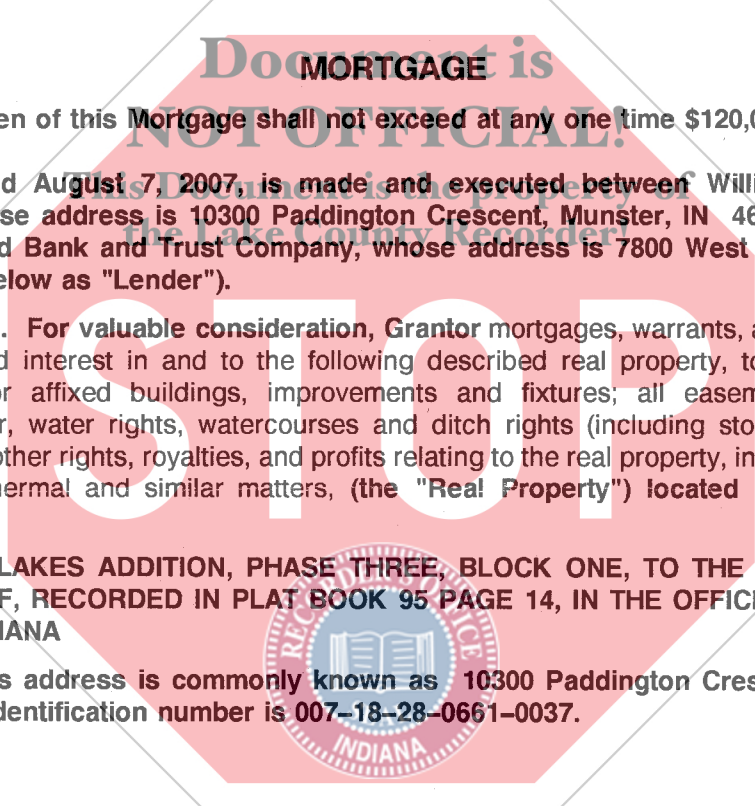 Document is
MORTGAGE
NOT OFFICIAL!
en of this Mortgage shall not exceed at any one time $120,0
This Document is the property of
d August 7, 2007, is made and executed between Willi
se address is 10300 Paddington Crescent, Munster, IN 46
the Lake County Recorder!
d Bank and Trust Company, whose address is 7800 West
elow as "Lender").
. For valuable consideration, Grantor mortgages, warrants, a
d interest in and to the following described real property, to
or affixed buildings, improvements and fixtures; all easem
r, water rights, watercourses and ditch rights (including sto
other rights, royalties, and profits relating to the real property, in
hermal and similar matters, (the "Real Property") located
STOP
LAKES ADDITION, PHASE THREE, BLOCK ONE, TO THE
F, RECORDED IN PLAT BOOK 95 PAGE 14, IN THE OFFIC
IANA
s address is commonly known as 10300 Paddington Cres
dentification number is 007–18–28–0661–0037.
RECORDER'S OFFICE
INDIANA